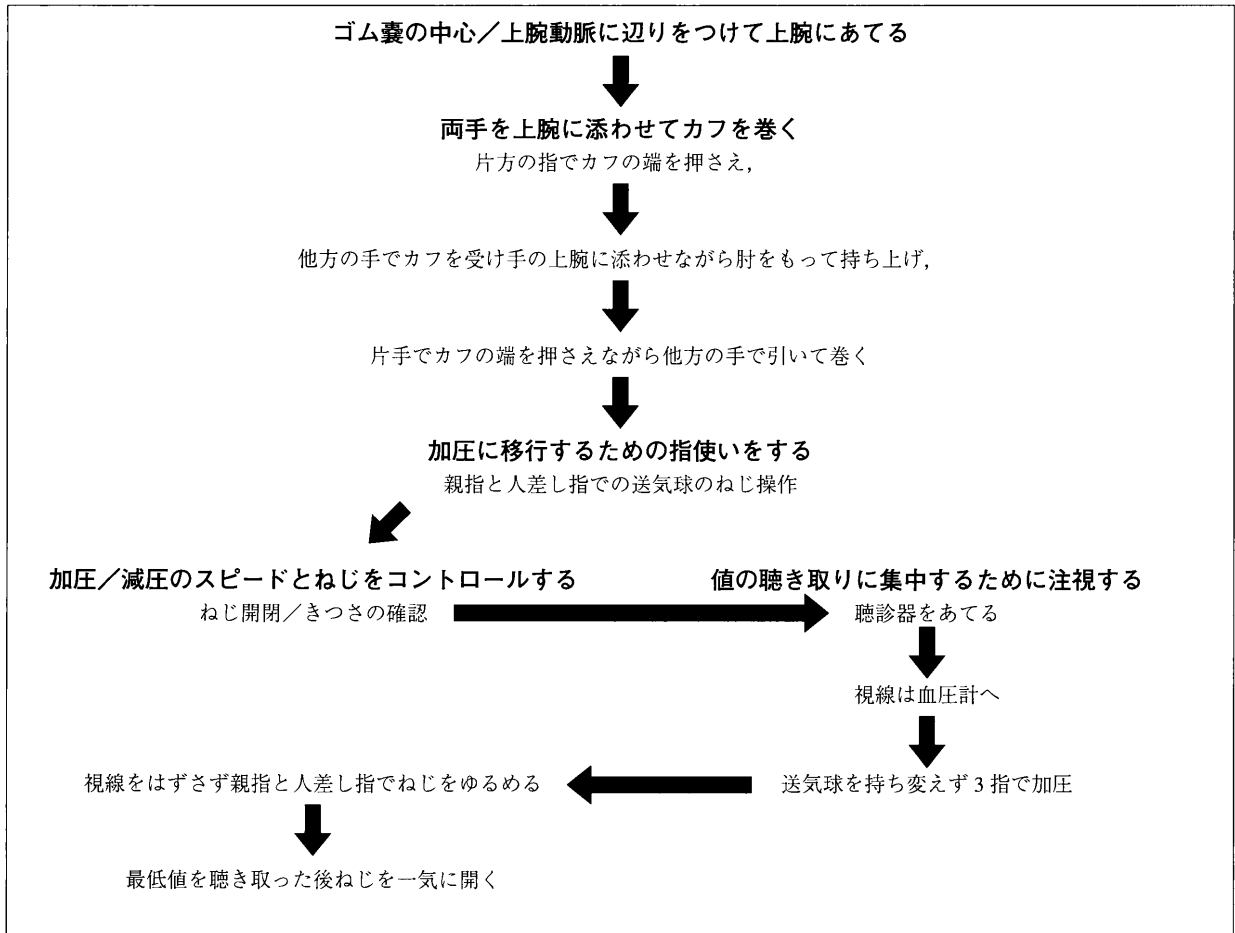 ゴム嚢の中心／上腕動脈に辺りをつけて上腕にあてる
両手を上腕に添わせてカフを巻く
片方の指でカフの端を押さえ，
他方の手でカフを受け手の上腕に添わせながら肘をもって持ち上げ，
片手でカフの端を押さえながら他方の手で引いて巻く
加圧に移行するための指使いをする
親指と人差し指での送気球のねじ操作
加圧／減圧のスピードとねじをコントロールする
ねじ開閉／きつさの確認
値の聴き取りに集中するために注視する
聴診器をあてる
視線は血圧計へ
送気球を持ち変えず3指で加圧
視線をはずさず親指と人差し指でねじをゆるめる
最低値を聴き取った後ねじを一気に開く